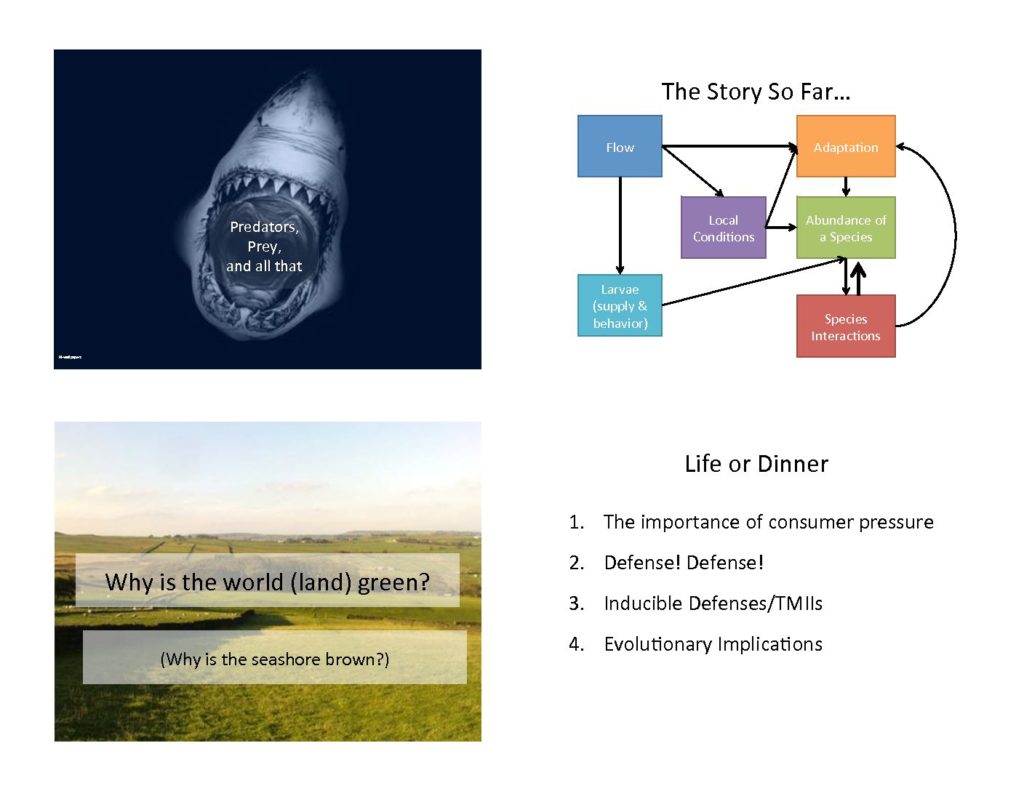 Predators,
Prey,
and all that
The Story So Far...
Flow
Adaptation
Local
Conditions
Abundance of
a Species
Larvae
(supply &
behavior)
Species
Interactions
Why is the world (land) green?
(Why is the seashore brown?)
Life or Dinner
1. The importance of consumer pressure
2. Defense! Defense!
3. Inducible Defenses/TMIIs
4. Evolutionary Implications